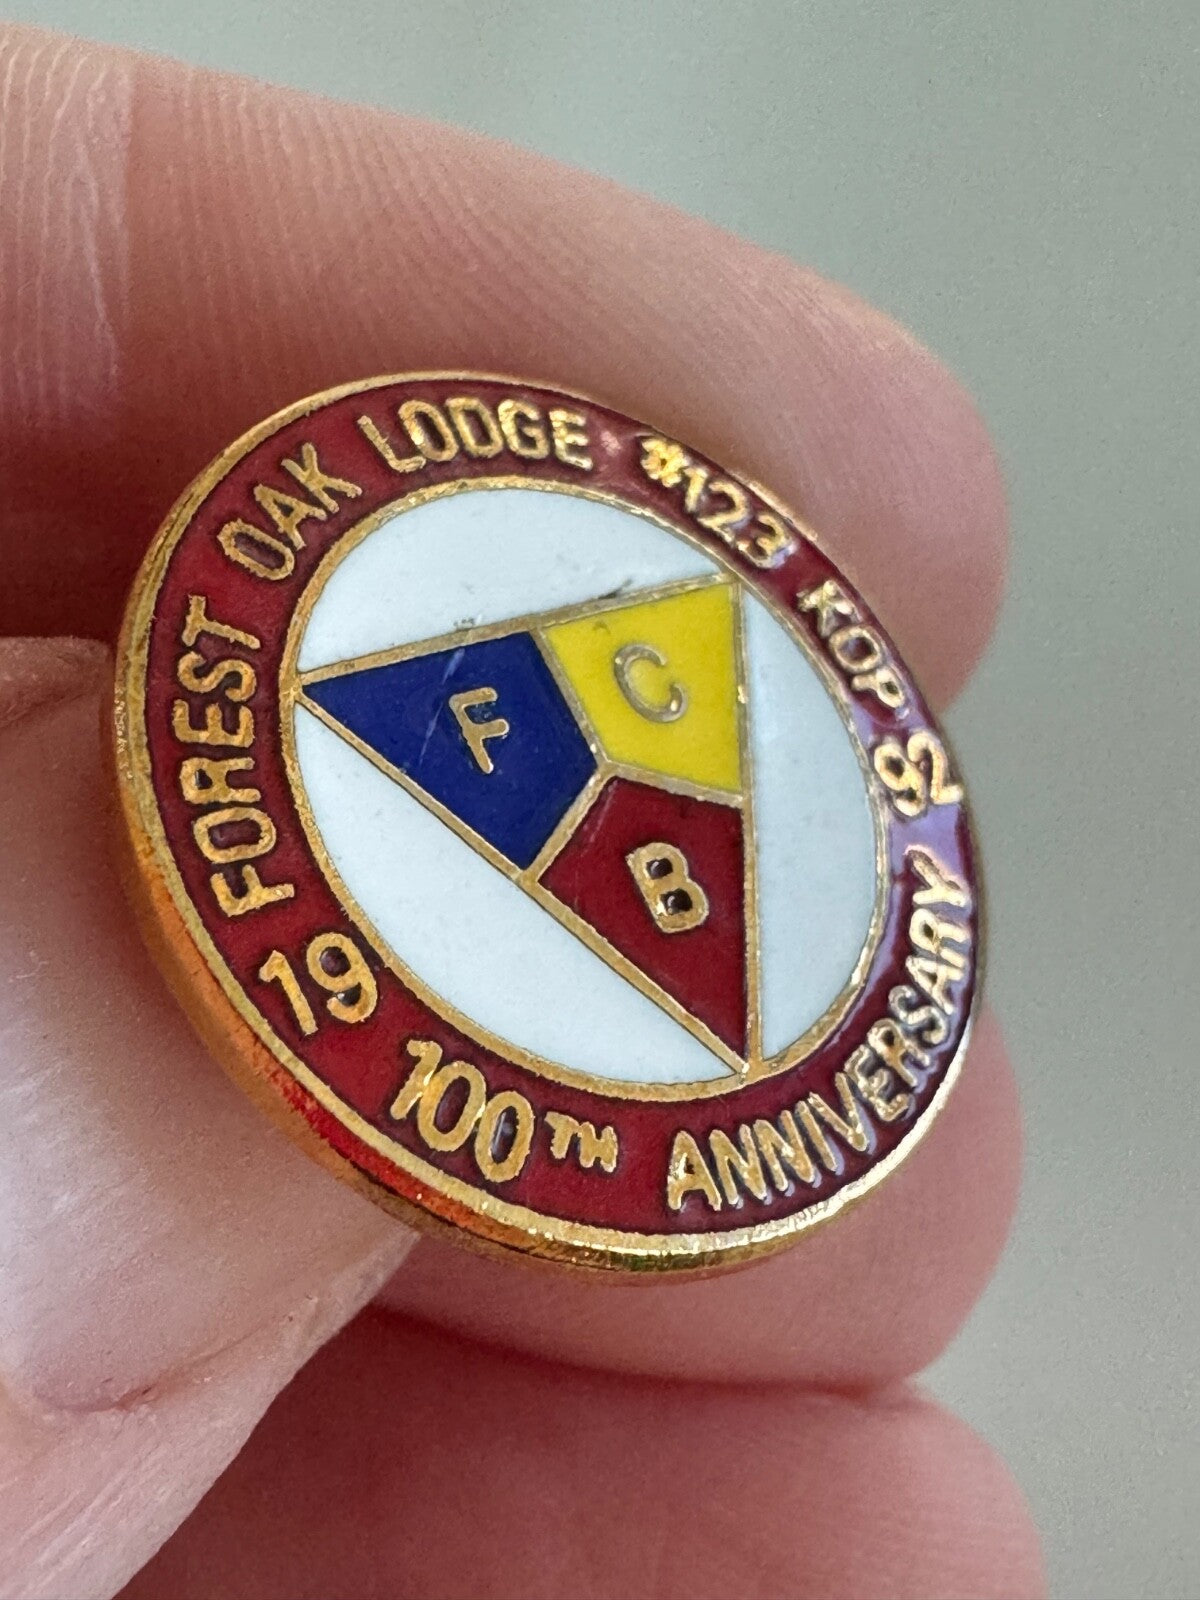 FOREST OAK LODGE #123 KOP
19 92
100TH ANNIVERSARY
F
C
B